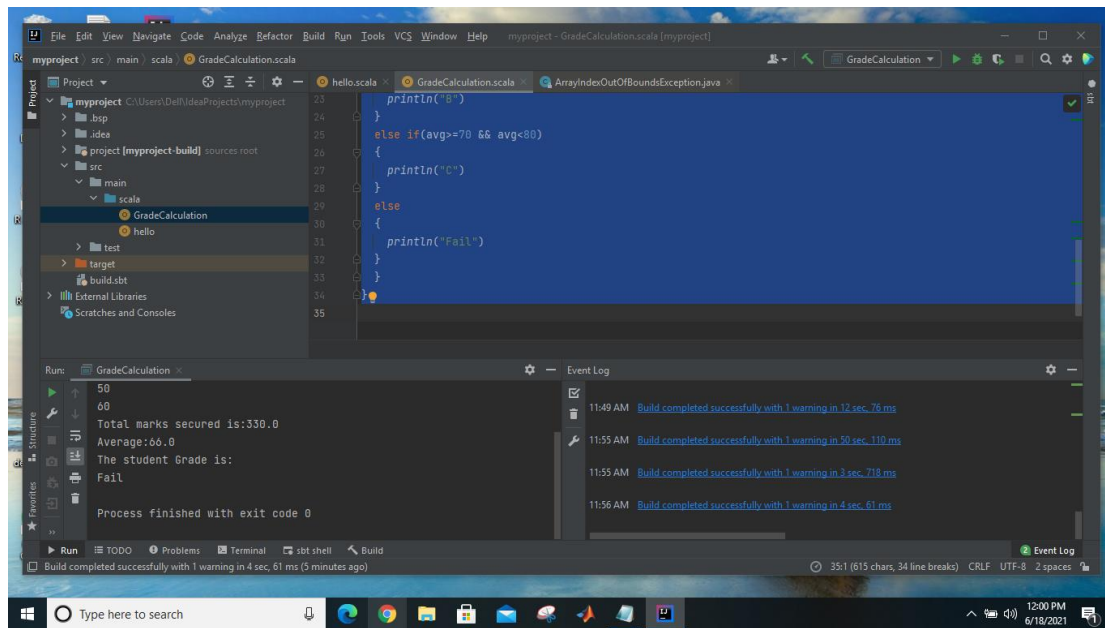 File Edit View Navigate Code Analyze Refactor Build Run Tools VCS Window Help myproject - GradeCalculation.scala [myproject]
myproject src main scala GradeCalculation.scala GradeCalculation
Project
hello.scala GradeCalculation.scala ArrayIndexOutOfBoundsException.java
Project
sbt
myproject C:\Users\Dell\IdeaProjects\myproject
.bsp
.idea
project [myproject-build] sources root
src
main
scala
GradeCalculation
hello
test
target
build.sbt
External Libraries
Scratches and Consoles
23 println("B")
24 }
25 else if(avg>=70 && avg<80)
26 {
27 println("C")
28 }
29 else
30 {
31 println("Fail")
32 }
33 }
34 }
35
Run: GradeCalculation
50
60
Total marks secured is:330.0
Average:66.0
The student Grade is:
Fail
Process finished with exit code 0
Event Log
11:49 AM Build completed successfully with 1 warning in 12 sec, 76 ms
11:55 AM Build completed successfully with 1 warning in 50 sec, 110 ms
11:55 AM Build completed successfully with 1 warning in 3 sec, 718 ms
11:56 AM Build completed successfully with 1 warning in 4 sec, 61 ms
Structure
Favorites
Run TODO Problems Terminal sbt shell Build 2 Event Log
Build completed successfully with 1 warning in 4 sec, 61 ms (5 minutes ago) 35:1 (615 chars, 34 line breaks) CRLF UTF-8 2 spaces
Type here to search
12:00 PM
6/18/2021